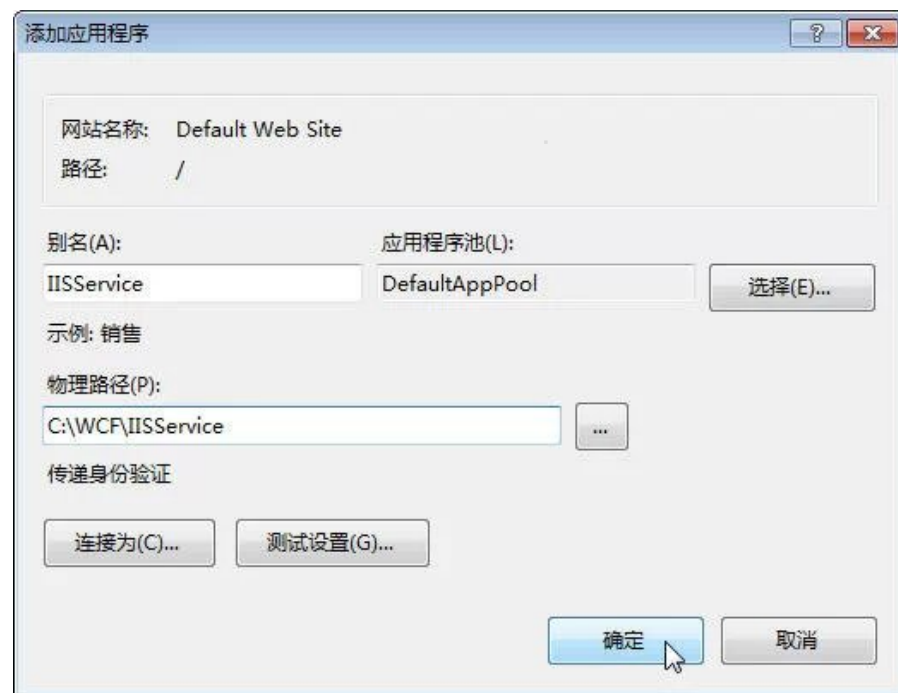 添加应用程序
网站名称: Default Web Site
路径: /
别名(A): 应用程序池(L):
IISService DefaultAppPool 选择(E)...
示例: 销售
物理路径(P):
C:\WCF\IISService ...
传递身份验证
连接为(C)... 测试设置(G)...
确定 取消